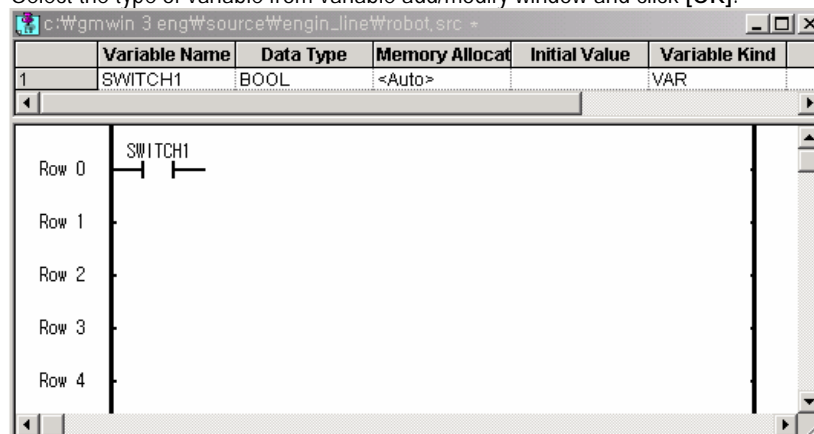 Select the type of variable from variable add/modify window and click [OK].
c:₩gmwin 3 eng₩source₩engin_line₩robot.src *
Variable Name Data Type Memory Allocat Initial Value Variable Kind
1 SWITCH1 BOOL <Auto> VAR
SWITCH1
Row 0
Row 1
Row 2
Row 3
Row 4